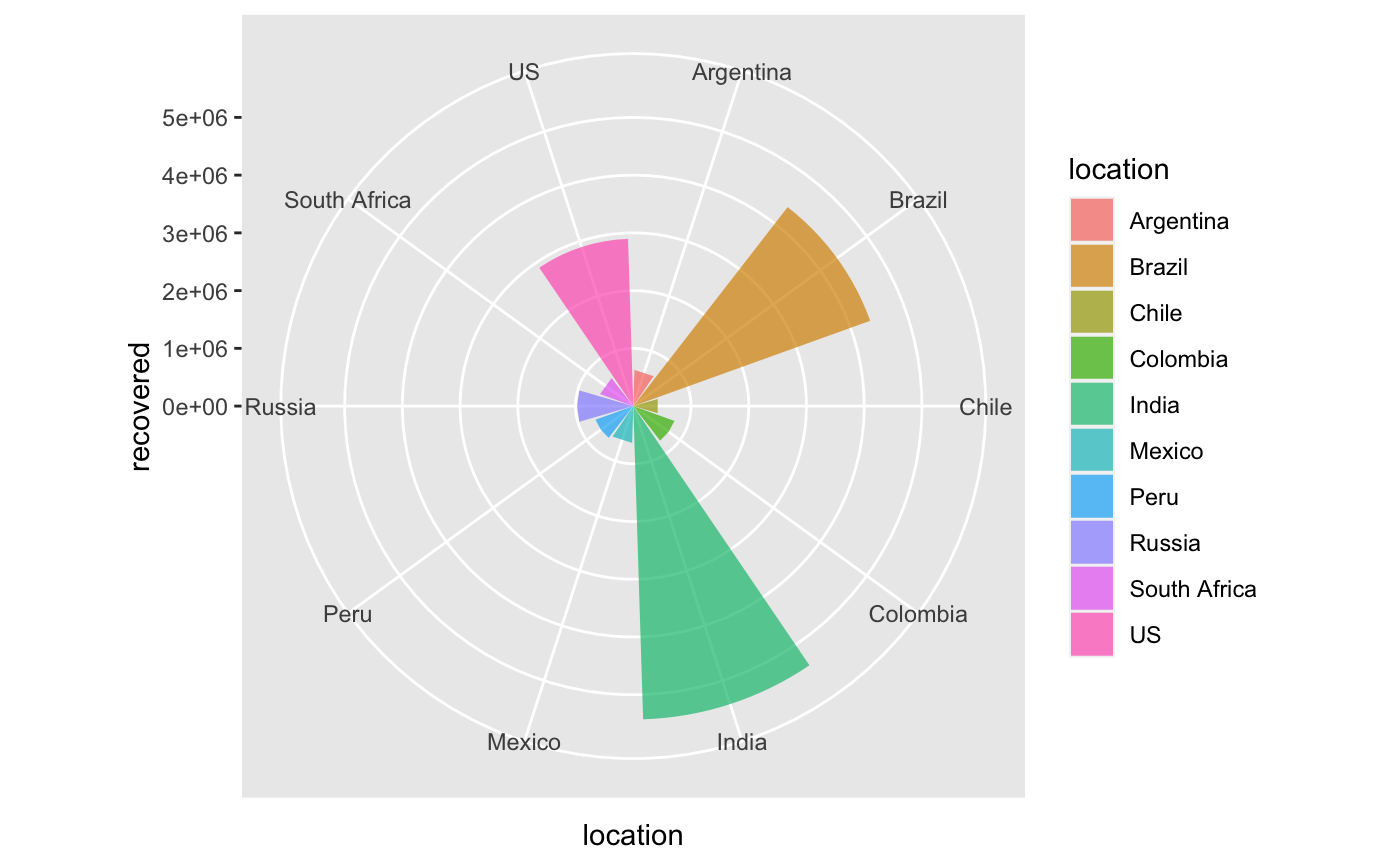 US
Argentina
5e+06
4e+06
3e+06
2e+06
1e+06
0e+00
South Africa
Brazil
Russia
Chile
Peru
Colombia
Mexico
India
recovered
location
location
Argentina
Brazil
Chile
Colombia
India
Mexico
Peru
Russia
South Africa
US